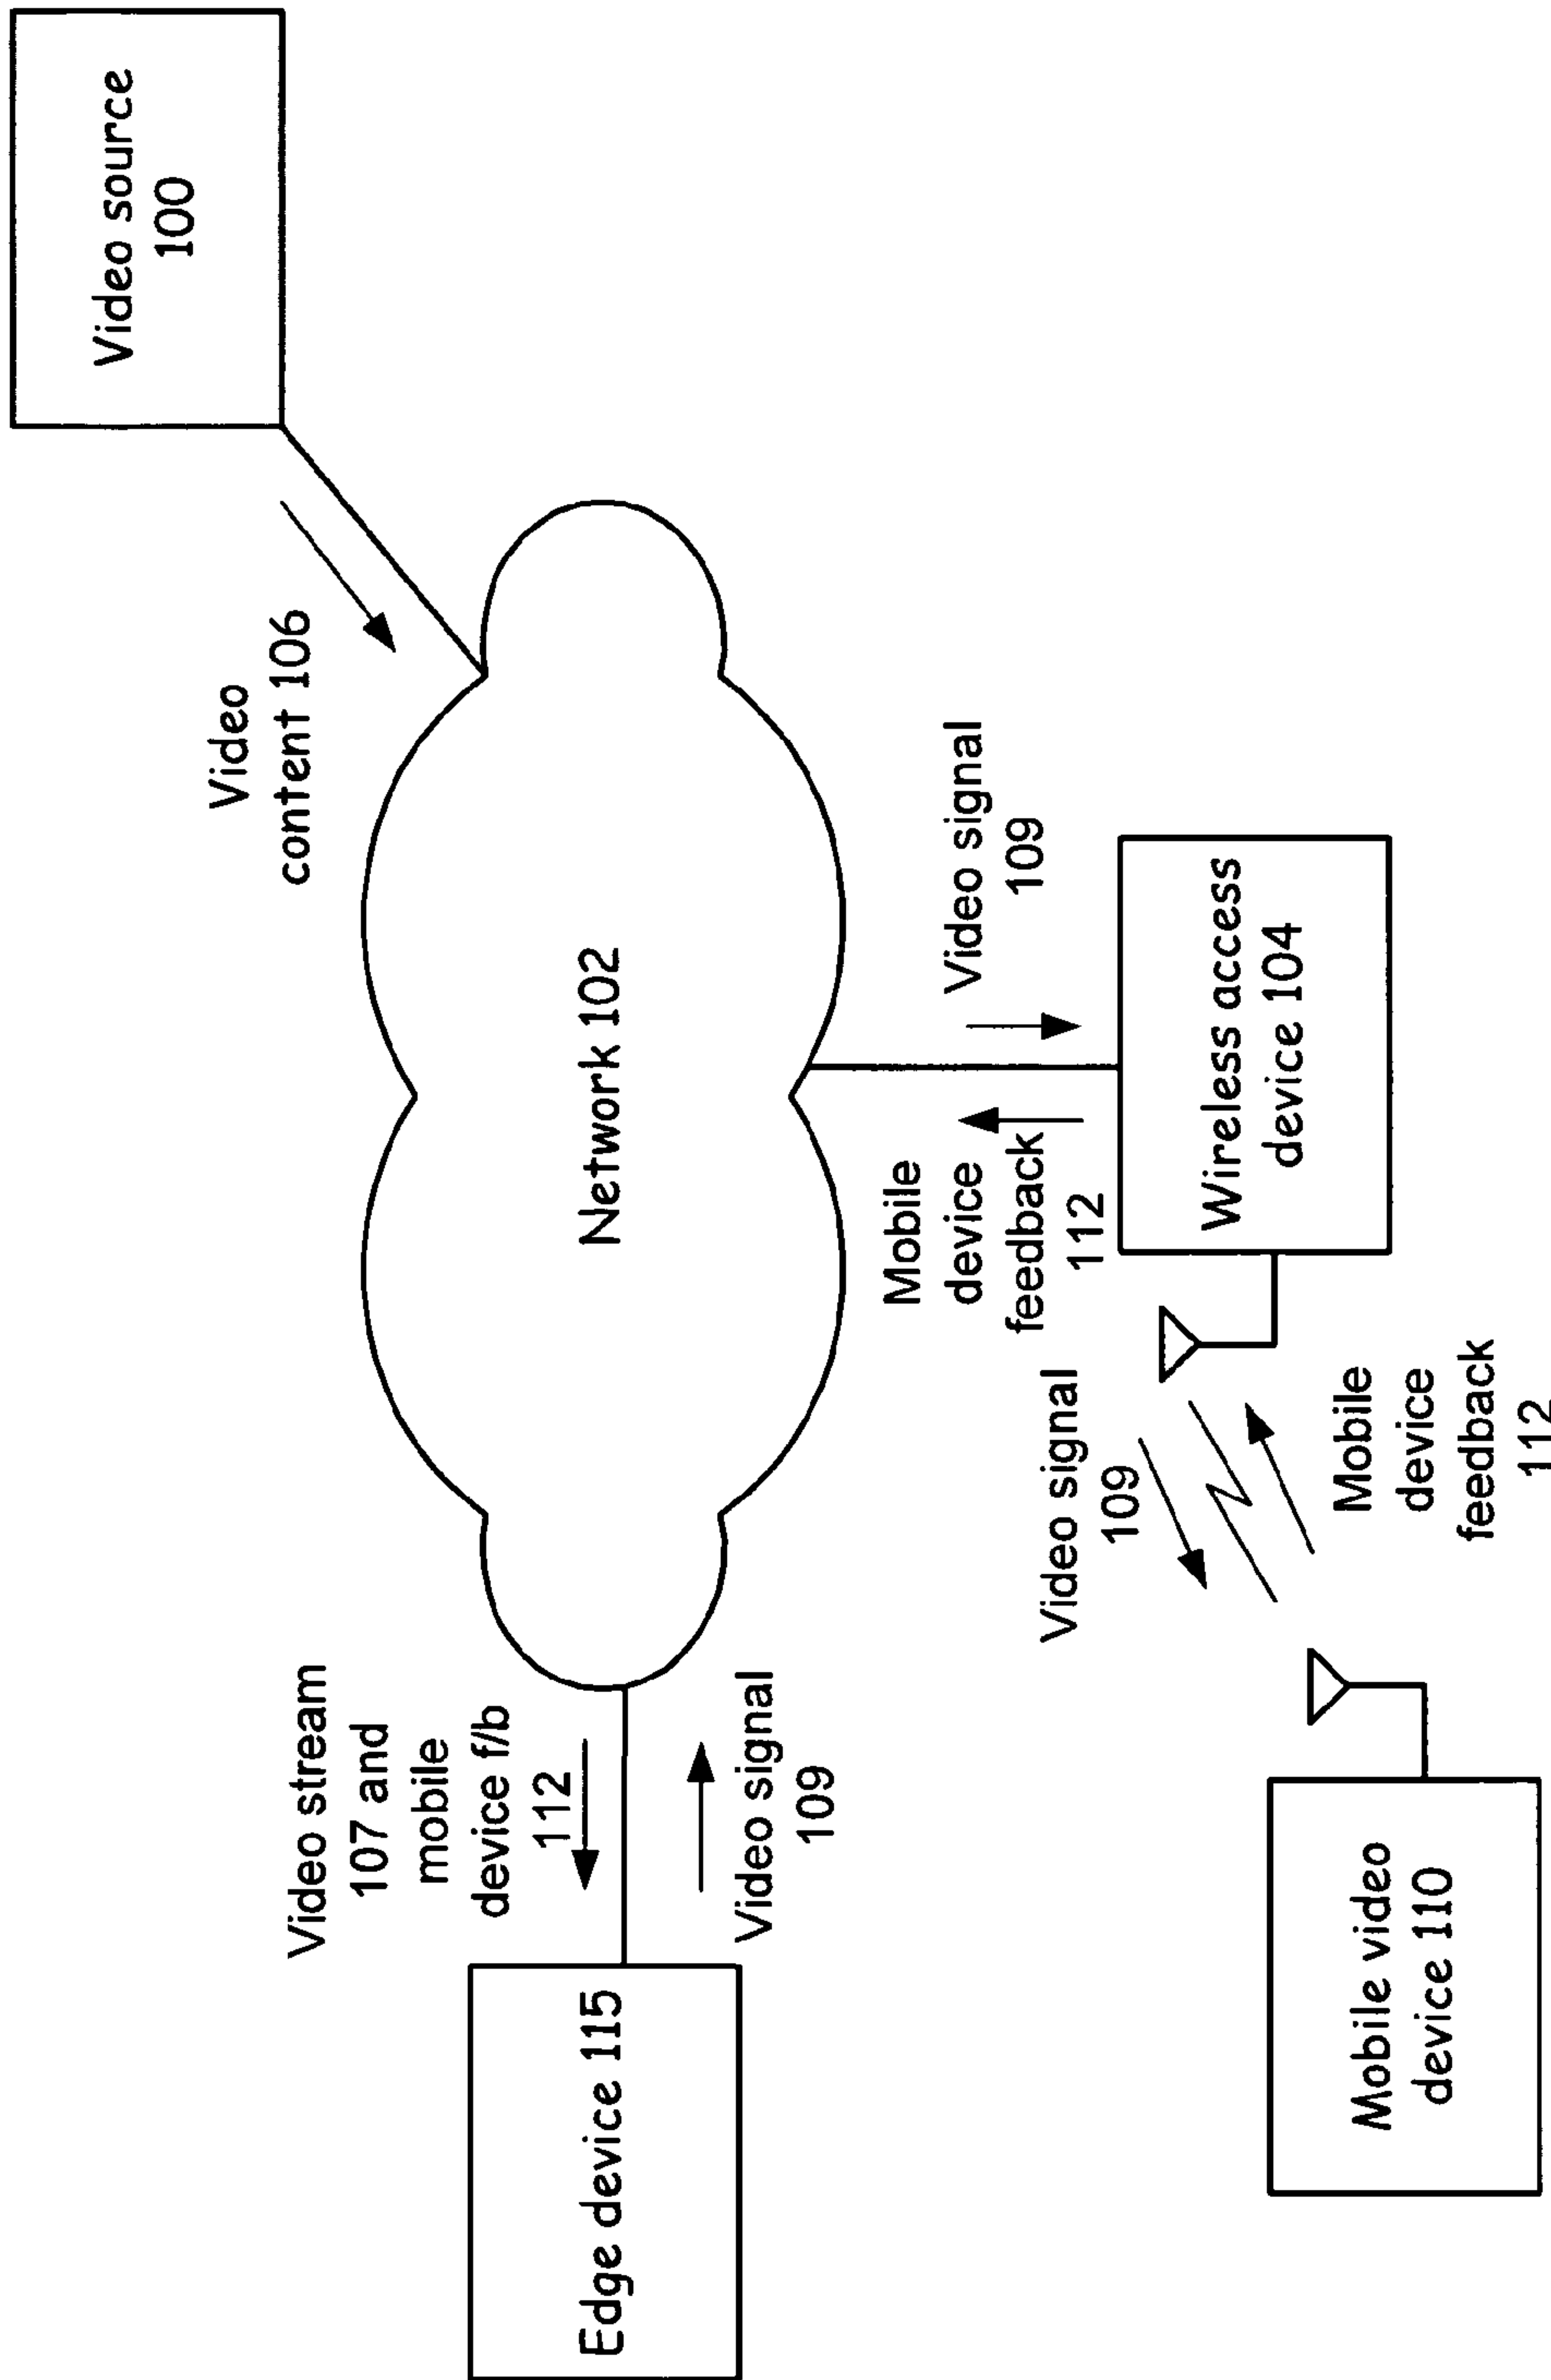 Video source
100
Video
content 106
Network 102
Video stream
107 and
mobile
device f/b
112
Video signal
109
Edge device 115
Video signal
109
Mobile
device
feedback
112
Wireless access
device 104
Video signal
109
Mobile
device
feedback
112
Mobile video
device 110